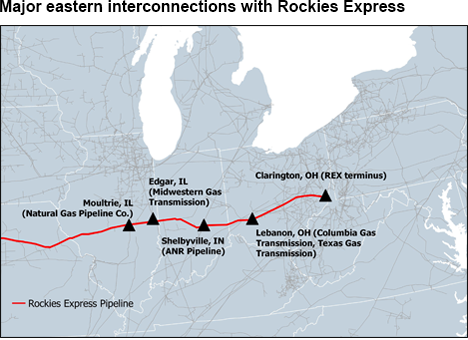 Major eastern interconnections with Rockies Express
Edgar, IL
(Midwestern Gas
Transmission)
Clarington, OH (REX terminus)
Moultrie, IL
(Natural Gas Pipeline Co.)
Shelbyville, IN
(ANR Pipeline)
Lebanon, OH (Columbia Gas
Transmission, Texas Gas
Transmission)
Rockies Express Pipeline